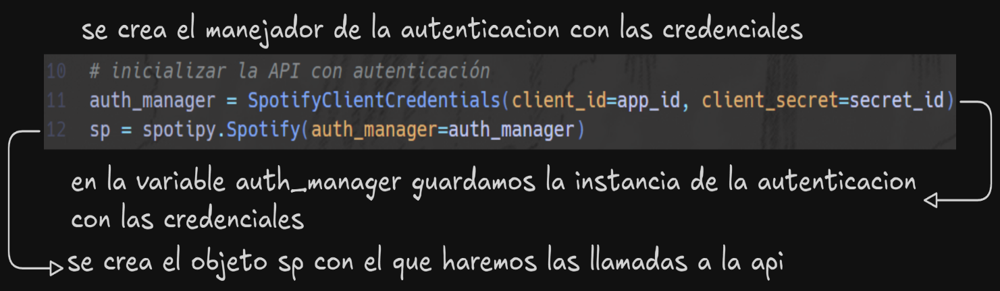 se crea el manejador de la autenticacion con las credenciales
10 # inicializar la API con autenticación
11 auth_manager = SpotifyClientCredentials(client_id=app_id, client_secret=secret_id)
12 sp = spotipy.Spotify(auth_manager=auth_manager)
en la variable auth_manager guardamos la instancia de la autenticacion
con las credenciales
se crea el objeto sp con el que haremos las llamadas a la api